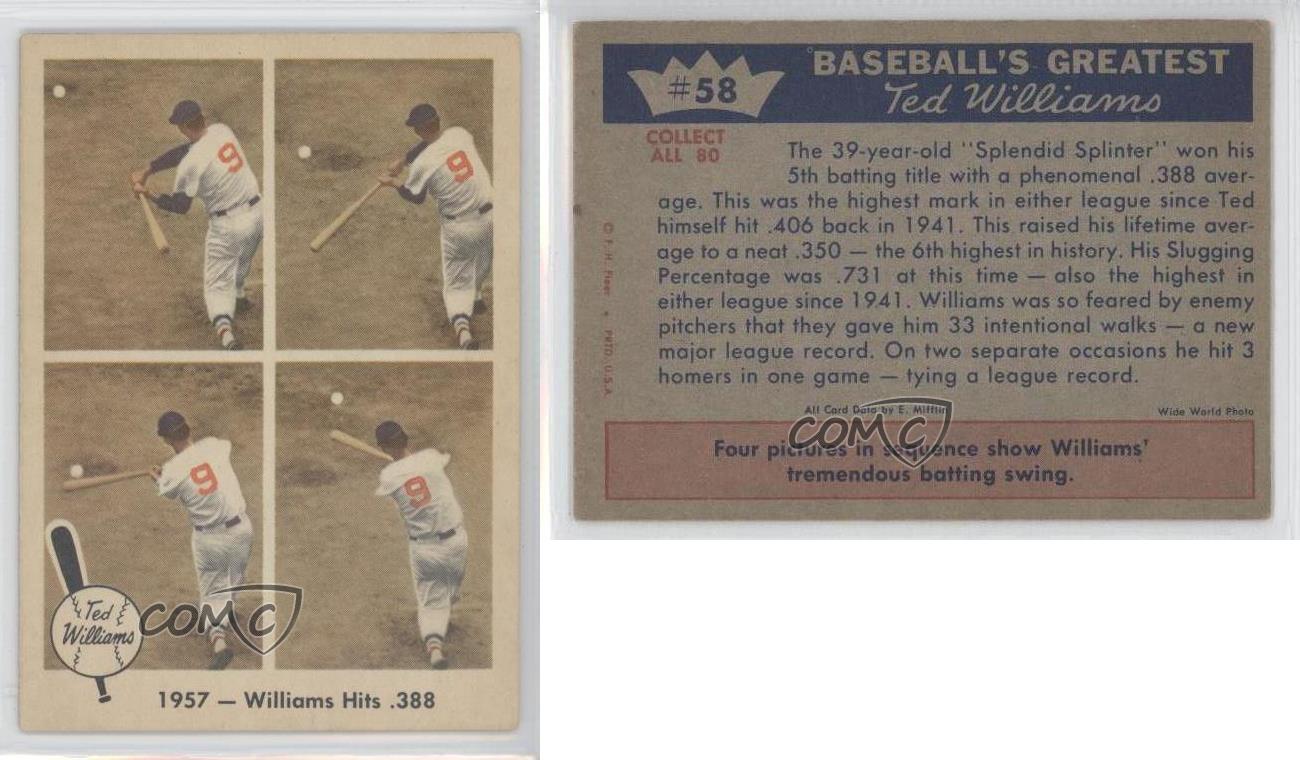 9
9
9
9
Ted
Williams
COMC
1957 — Williams Hits .388
#58
BASEBALL'S GREATEST
Ted Williams
COLLECT
ALL 80
The 39-year-old "Splendid Splinter" won his
5th batting title with a phenomenal .388 aver-
age. This was the highest mark in either league since Ted
himself hit .406 back in 1941. This raised his lifetime aver-
age to a neat .350 — the 6th highest in history. His Slugging
Percentage was .731 at this time — also the highest in
either league since 1941. Williams was so feared by enemy
pitchers that they gave him 33 intentional walks — a new
major league record. On two separate occasions he hit 3
homers in one game — tying a league record.
© F. H. Fleer • PRTD. U.S.A.
All Card Data by E. Mifflin
Wide World Photo
COMC
Four pictures in sequence show Williams'
tremendous batting swing.